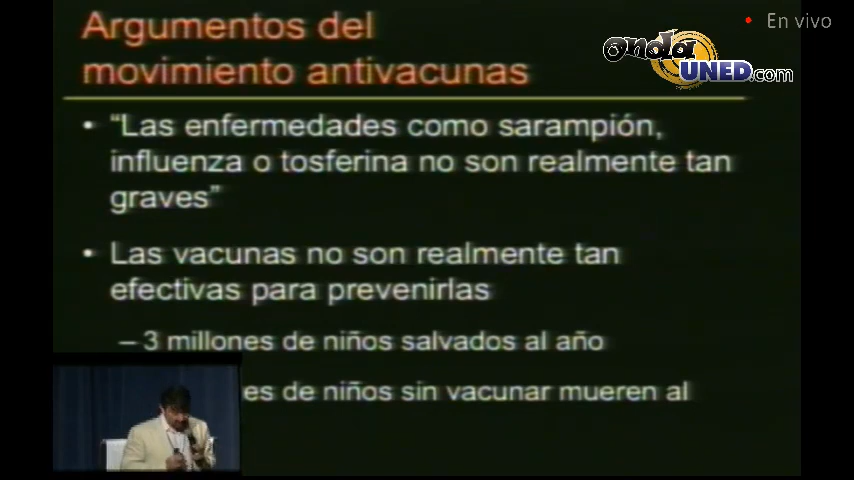 Argumentos del
movimiento antivacunas
• En vivo
onda
UNED.com
• “Las enfermedades como sarampión,
influenza o tosferina no son realmente tan
graves”
• Las vacunas no son realmente tan
efectivas para prevenirlas
– 3 millones de niños salvados al año
es de niños sin vacunar mueren al